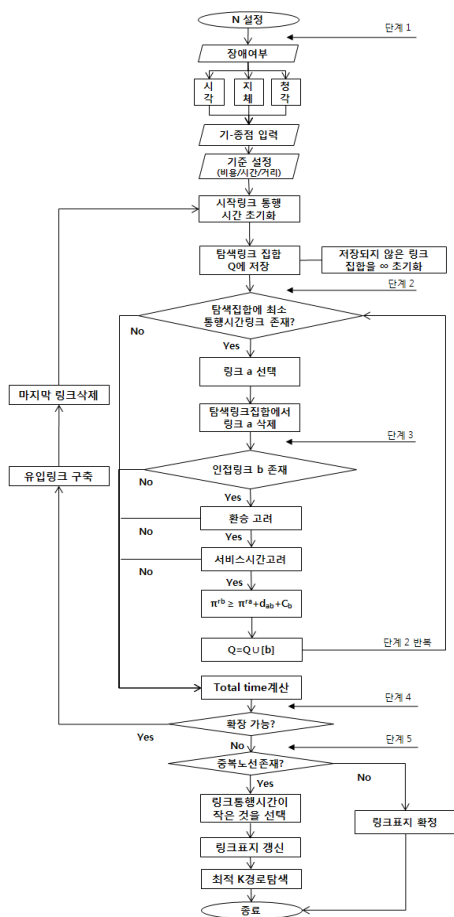 N 설정
단계 1
장애여부
시각
지체
청각
기-종점 입력
기준 설정
(비용/시간/거리)
시작링크 통행
시간 초기화
탐색링크 집합
Q에 저장
저장되지 않은 링크
집합을 ∞ 초기화
단계 2
탐색집합에 최소
통행시간링크 존재?
No
Yes
링크 a 선택
마지막 링크삭제
탐색링크집합에서
링크 a 삭제
단계 3
인접링크 b 존재
유입링크 구축
No
Yes
환승 고려
No
Yes
서비스시간고려
No
Yes
πʳᵇ ≥ πʳᵃ+dₐb+Cb
Q=Q∪[b]
단계 2 반복
Total time계산
단계 4
확장 가능?
Yes
No
단계 5
중복노선존재?
No
Yes
링크통행시간이
작은 것을 선택
링크표지 확정
링크표지 갱신
최적 K경로탐색
종료